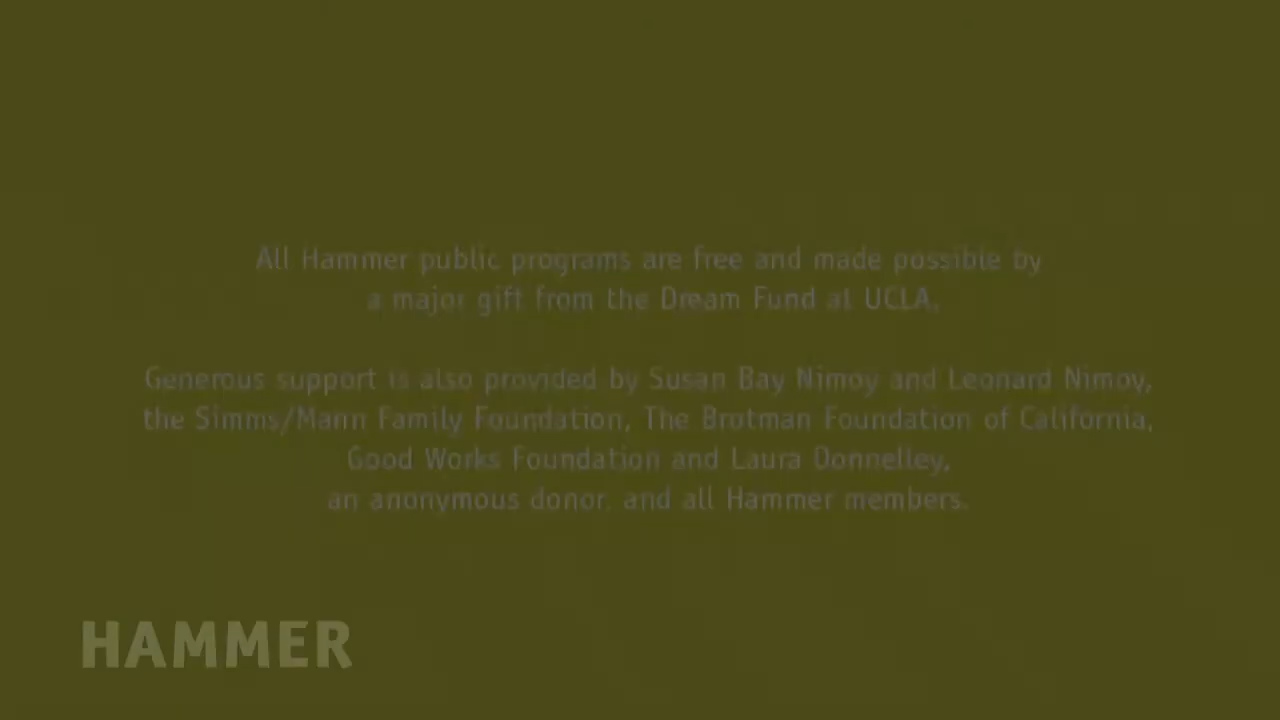 All Hammer public programs are free and made possible by
a major gift from the Dream Fund at UCLA.
Generous support is also provided by Susan Bay Nimoy and Leonard Nimoy,
the Simms/Mann Family Foundation, The Brotman Foundation of California,
Good Works Foundation and Laura Donnelley,
an anonymous donor, and all Hammer members.
HAMMER